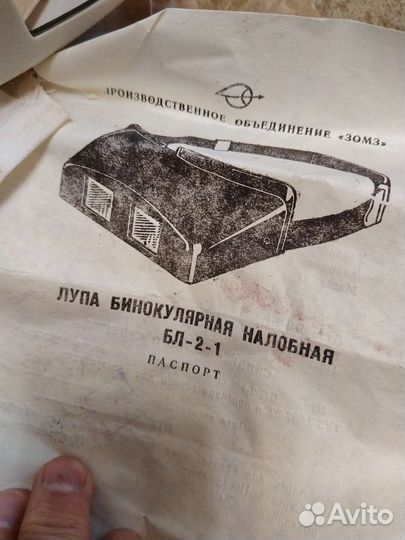 ПРОИЗВОДСТВЕННОЕ ОБЪЕДИНЕНИЕ «ЗОМЗ»
ЛУПА БИНОКУЛЯРНАЯ НАЛОБНАЯ
БЛ-2-1
ПАСПОРТ
Avito